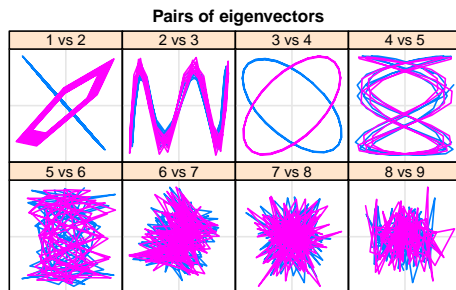 Pairs of eigenvectors
1 vs 2 2 vs 3 3 vs 4 4 vs 5
5 vs 6 6 vs 7 7 vs 8 8 vs 9